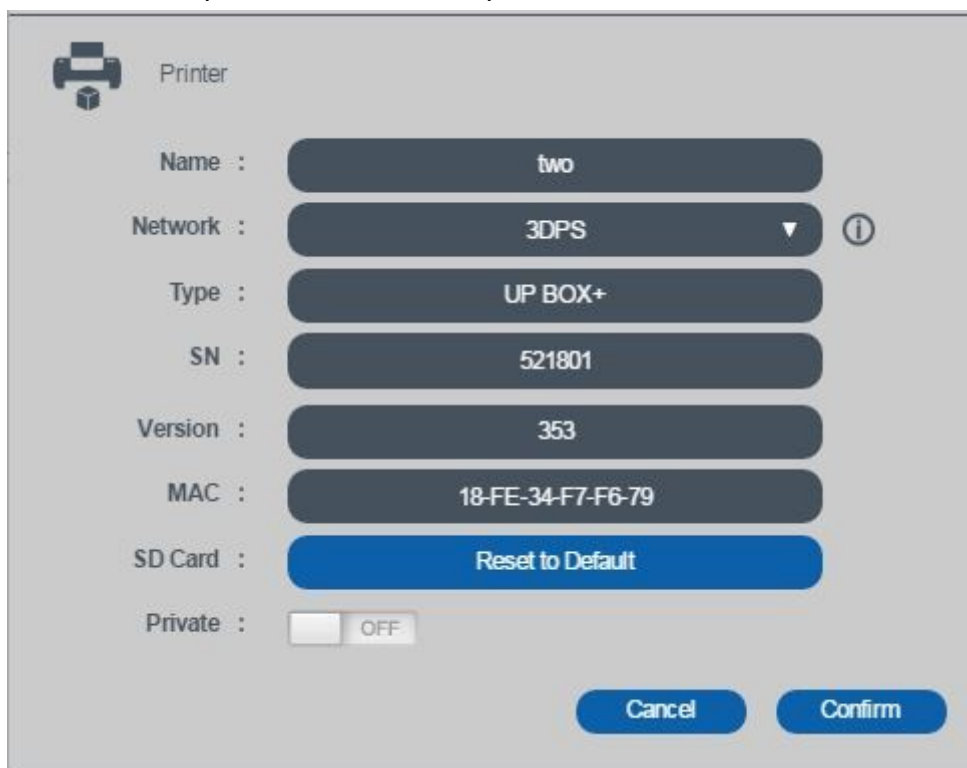 Printer
Name : two
Network : 3DPS ▼ ⓘ
Type : UP BOX+
SN : 521801
Version : 353
MAC : 18-FE-34-F7-F6-79
SD Card : Reset to Default
Private : OFF
Cancel Confirm